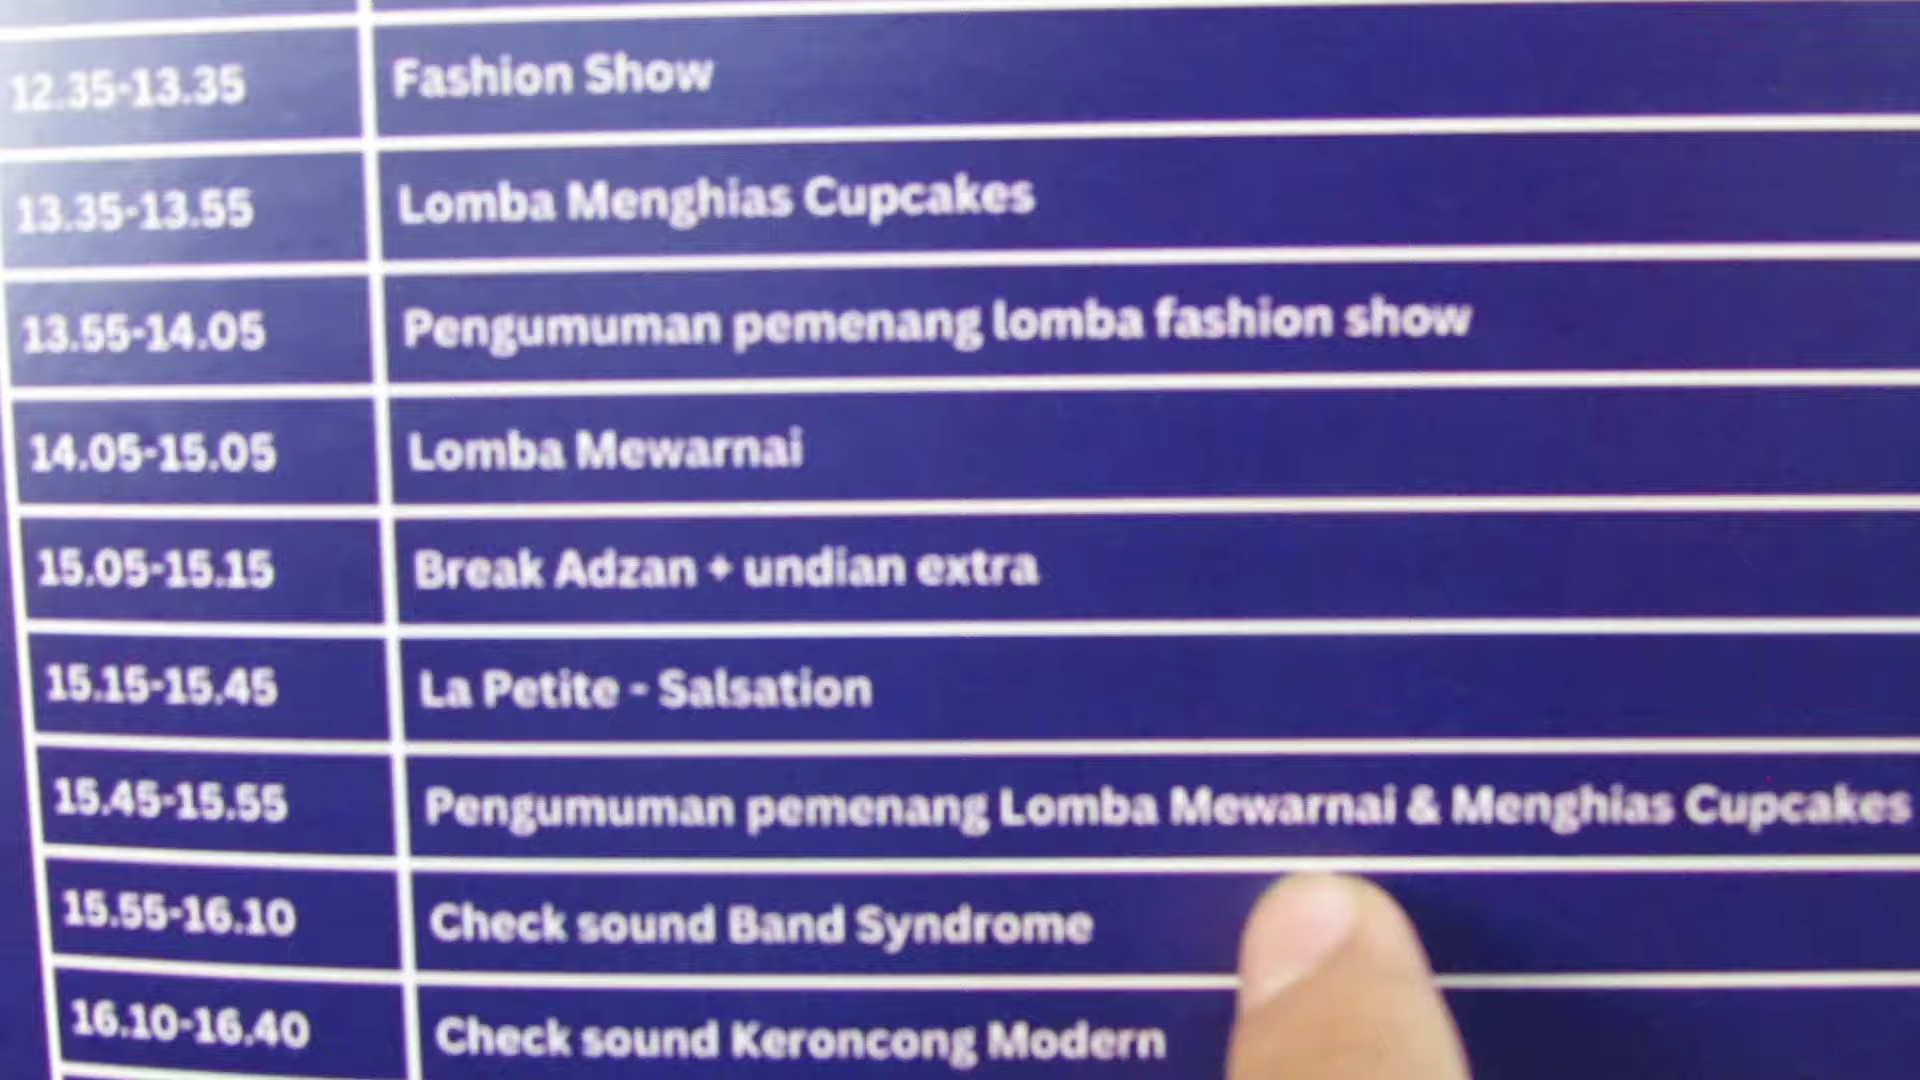 12.35-13.35 Fashion Show
13.35-13.55 Lomba Menghias Cupcakes
13.55-14.05 Pengumuman pemenang lomba fashion show
14.05-15.05 Lomba Mewarnai
15.05-15.15 Break Adzan + undian extra
15.15-15.45 La Petite - Salsation
15.45-15.55 Pengumuman pemenang Lomba Mewarnai & Menghias Cupcakes
15.55-16.10 Check sound Band Syndrome
16.10-16.40 Check sound Keroncong Modern